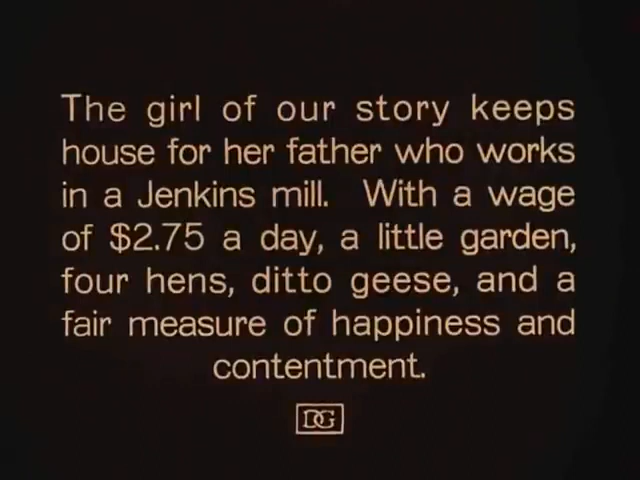 The girl of our story keeps
house for her father who works
in a Jenkins mill. With a wage
of $2.75 a day, a little garden,
four hens, ditto geese, and a
fair measure of happiness and
contentment.
DG